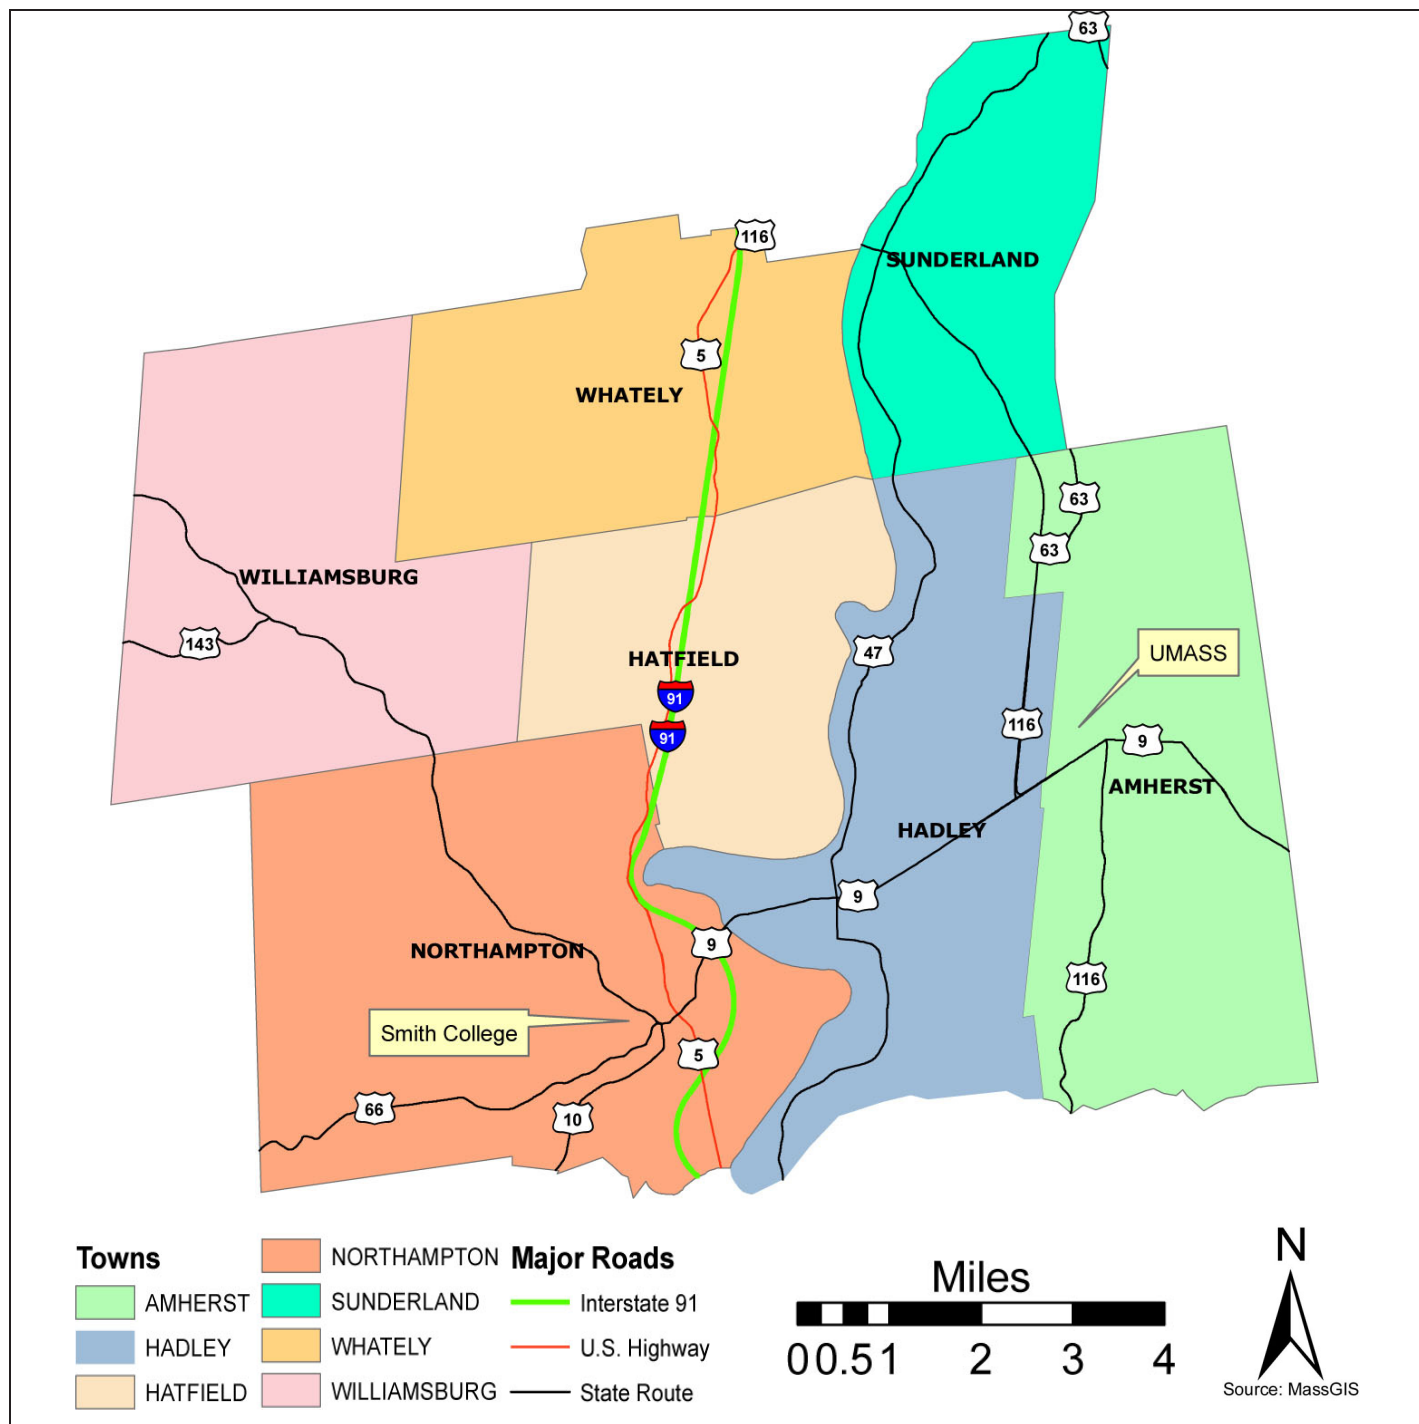 63
116
SUNDERLAND
5
WHATELY
63
63
WILLIAMSBURG
143
47
UMASS
HATFIELD
91
116
91
9
AMHERST
HADLEY
9
9
NORTHAMPTON
116
Smith College
5
66
10
N
Towns
NORTHAMPTON
Major Roads
Miles
AMHERST
SUNDERLAND
Interstate 91
HADLEY
WHATELY
U.S. Highway
0 0.5 1 2 3 4
HATFIELD
WILLIAMSBURG
State Route
Source: MassGIS